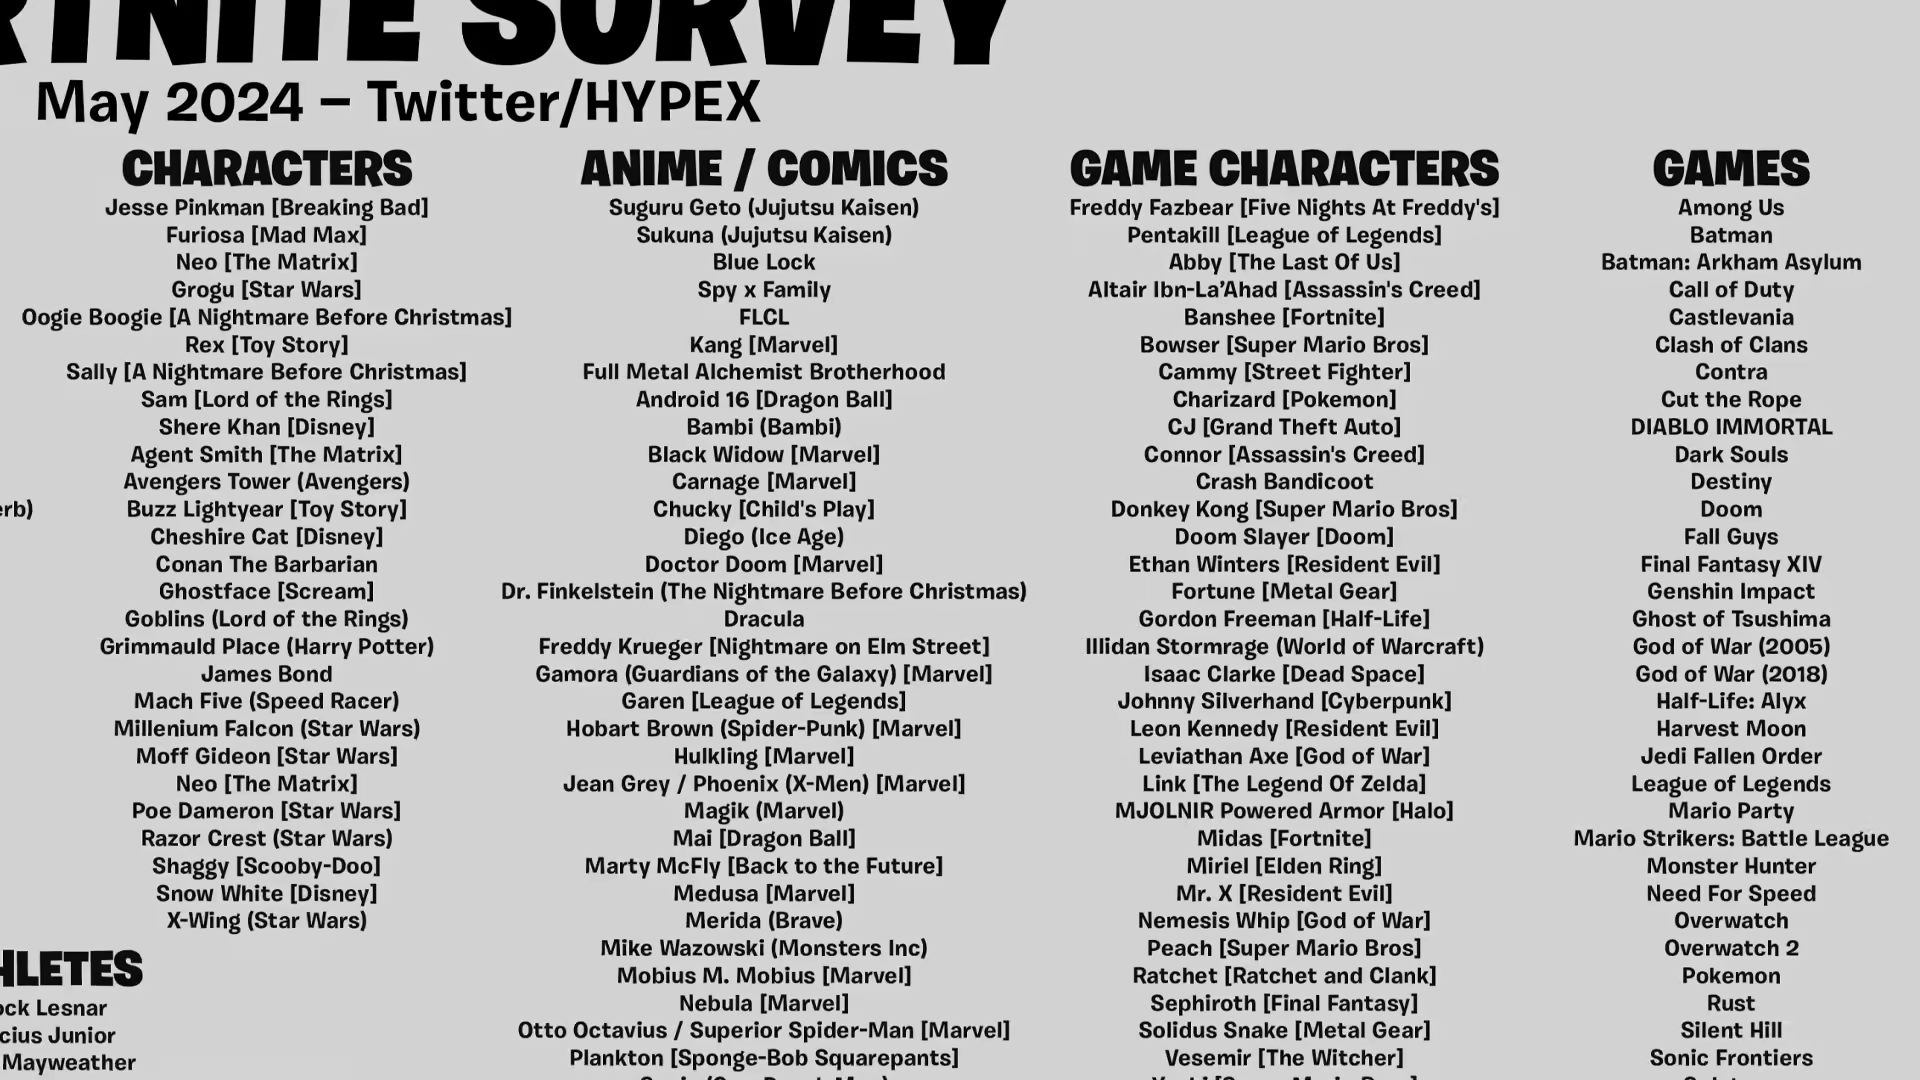 RTNITE SURVEY
May 2024 – Twitter/HYPEX
CHARACTERS
Jesse Pinkman [Breaking Bad]
Furiosa [Mad Max]
Neo [The Matrix]
Grogu [Star Wars]
Oogie Boogie [A Nightmare Before Christmas]
Rex [Toy Story]
Sally [A Nightmare Before Christmas]
Sam [Lord of the Rings]
Shere Khan [Disney]
Agent Smith [The Matrix]
Avengers Tower (Avengers)
Buzz Lightyear [Toy Story]
Cheshire Cat [Disney]
Conan The Barbarian
Ghostface [Scream]
Goblins (Lord of the Rings)
Grimmauld Place (Harry Potter)
James Bond
Mach Five (Speed Racer)
Millenium Falcon (Star Wars)
Moff Gideon [Star Wars]
Neo [The Matrix]
Poe Dameron [Star Wars]
Razor Crest (Star Wars)
Shaggy [Scooby-Doo]
Snow White [Disney]
X-Wing (Star Wars)
erb)
HLETES
ock Lesnar
cius Junior
Mayweather
ANIME / COMICS
Suguru Geto (Jujutsu Kaisen)
Sukuna (Jujutsu Kaisen)
Blue Lock
Spy x Family
FLCL
Kang [Marvel]
Full Metal Alchemist Brotherhood
Android 16 [Dragon Ball]
Bambi (Bambi)
Black Widow [Marvel]
Carnage [Marvel]
Chucky [Child's Play]
Diego (Ice Age)
Doctor Doom [Marvel]
Dr. Finkelstein (The Nightmare Before Christmas)
Dracula
Freddy Krueger [Nightmare on Elm Street]
Gamora (Guardians of the Galaxy) [Marvel]
Garen [League of Legends]
Hobart Brown (Spider-Punk) [Marvel]
Hulkling [Marvel]
Jean Grey / Phoenix (X-Men) [Marvel]
Magik (Marvel)
Mai [Dragon Ball]
Marty McFly [Back to the Future]
Medusa [Marvel]
Merida (Brave)
Mike Wazowski (Monsters Inc)
Mobius M. Mobius [Marvel]
Nebula [Marvel]
Otto Octavius / Superior Spider-Man [Marvel]
Plankton [Sponge-Bob Squarepants]
GAME CHARACTERS
Freddy Fazbear [Five Nights At Freddy's]
Pentakill [League of Legends]
Abby [The Last Of Us]
Altair Ibn-La’Ahad [Assassin's Creed]
Banshee [Fortnite]
Bowser [Super Mario Bros]
Cammy [Street Fighter]
Charizard [Pokemon]
CJ [Grand Theft Auto]
Connor [Assassin's Creed]
Crash Bandicoot
Donkey Kong [Super Mario Bros]
Doom Slayer [Doom]
Ethan Winters [Resident Evil]
Fortune [Metal Gear]
Gordon Freeman [Half-Life]
Illidan Stormrage (World of Warcraft)
Isaac Clarke [Dead Space]
Johnny Silverhand [Cyberpunk]
Leon Kennedy [Resident Evil]
Leviathan Axe [God of War]
Link [The Legend Of Zelda]
MJOLNIR Powered Armor [Halo]
Midas [Fortnite]
Miriel [Elden Ring]
Mr. X [Resident Evil]
Nemesis Whip [God of War]
Peach [Super Mario Bros]
Ratchet [Ratchet and Clank]
Sephiroth [Final Fantasy]
Solidus Snake [Metal Gear]
Vesemir [The Witcher]
GAMES
Among Us
Batman
Batman: Arkham Asylum
Call of Duty
Castlevania
Clash of Clans
Contra
Cut the Rope
DIABLO IMMORTAL
Dark Souls
Destiny
Doom
Fall Guys
Final Fantasy XIV
Genshin Impact
Ghost of Tsushima
God of War (2005)
God of War (2018)
Half-Life: Alyx
Harvest Moon
Jedi Fallen Order
League of Legends
Mario Party
Mario Strikers: Battle League
Monster Hunter
Need For Speed
Overwatch
Overwatch 2
Pokemon
Rust
Silent Hill
Sonic Frontiers